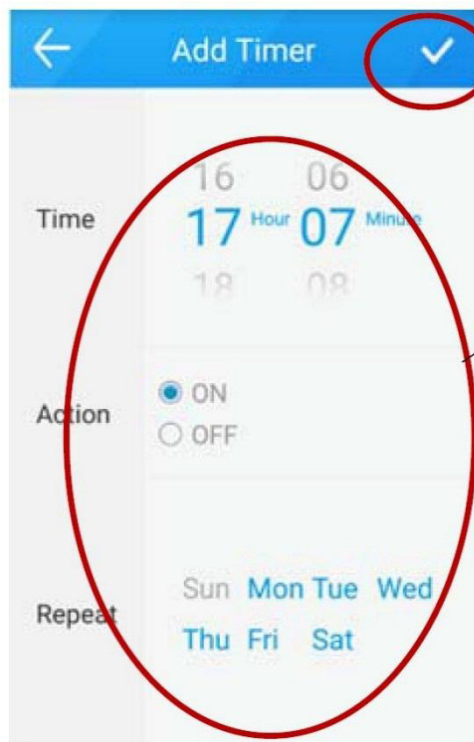 Add Timer
16 06
Time
17 Hour 07 Minute
18 08
Action
ON
OFF
Repeat
Sun Mon Tue Wed
Thu Fri Sat